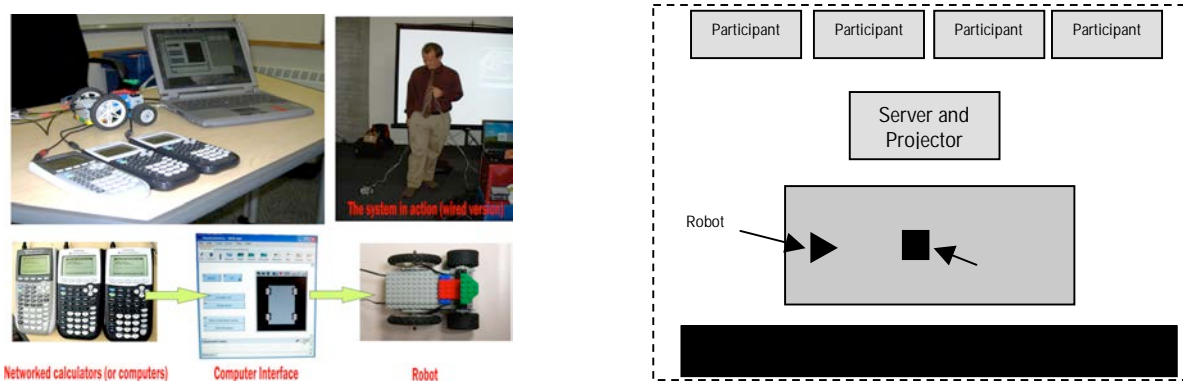 The system in action (wired version)
Networked calculators (or computers)
Computer Interface
Robot
Participant
Participant
Participant
Participant
Server and
Projector
Robot